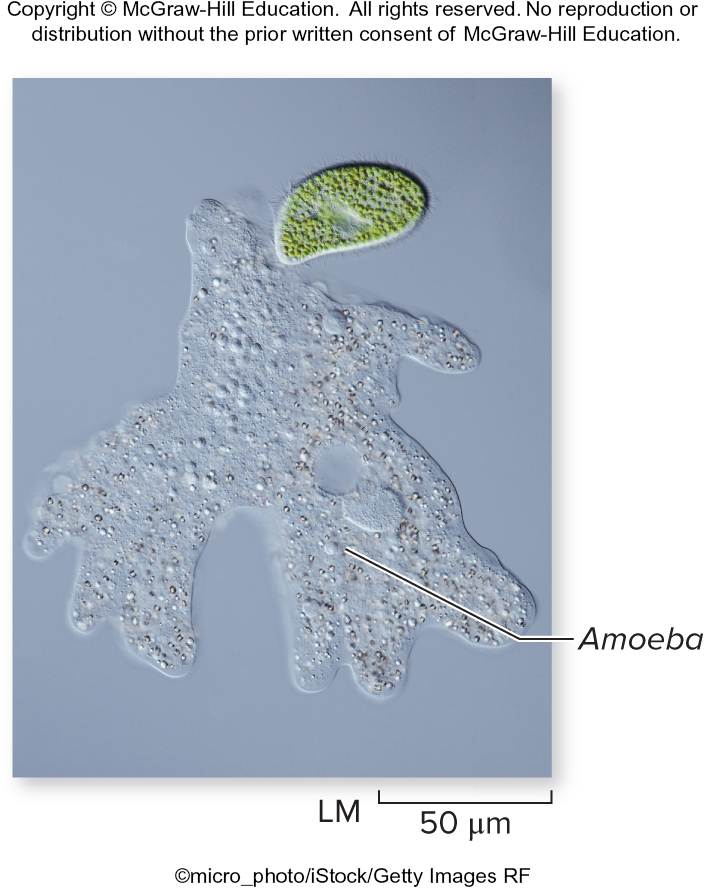 Copyright © McGraw-Hill Education. All rights reserved. No reproduction or
distribution without the prior written consent of McGraw-Hill Education.
Amoeba
LM
50 μm
©micro_photo/iStock/Getty Images RF